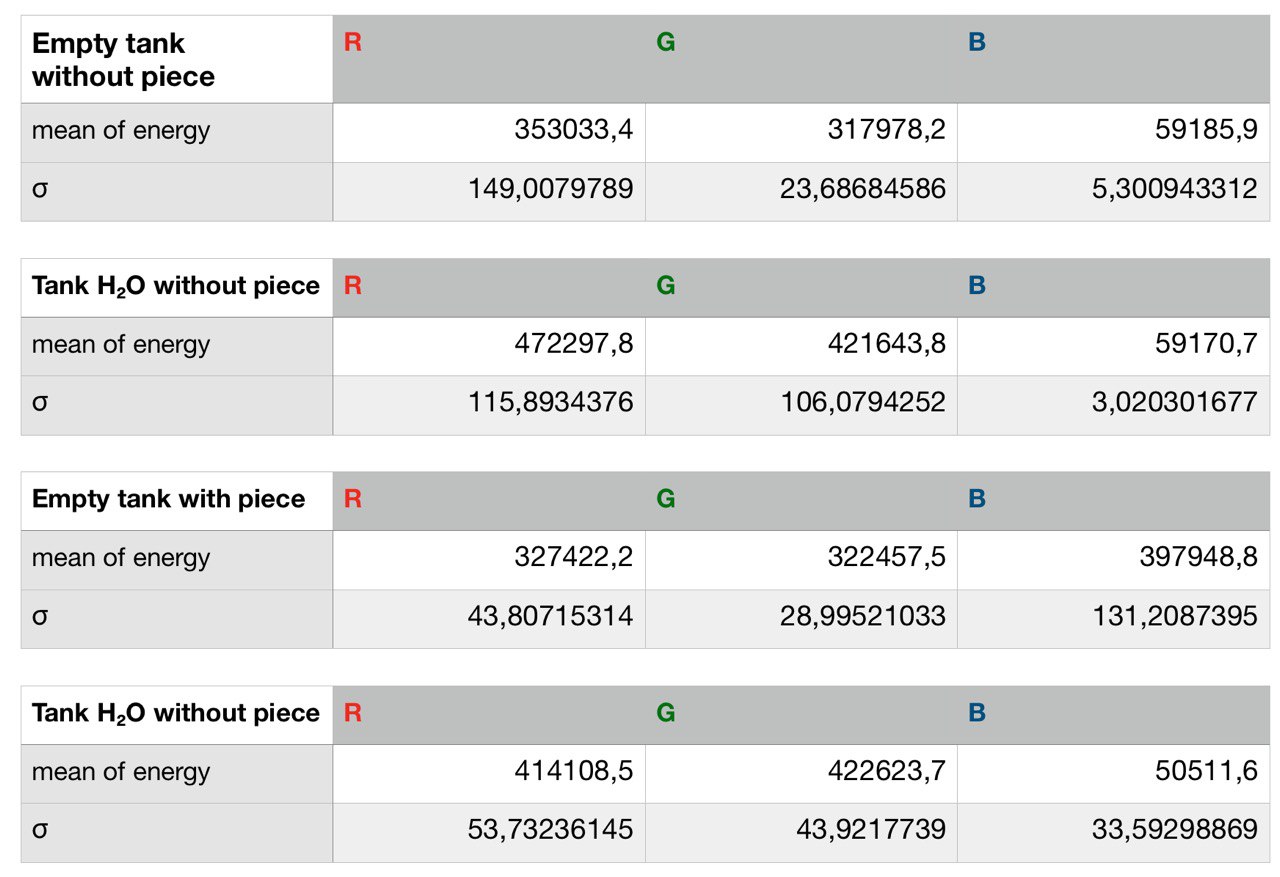 Empty tank
without piece
R G B
mean of energy 353033,4 317978,2 59185,9
σ 149,0079789 23,68684586 5,300943312
Tank H₂O without piece R G B
mean of energy 472297,8 421643,8 59170,7
σ 115,8934376 106,0794252 3,020301677
Empty tank with piece R G B
mean of energy 327422,2 322457,5 397948,8
σ 43,80715314 28,99521033 131,2087395
Tank H₂O without piece R G B
mean of energy 414108,5 422623,7 50511,6
σ 53,73236145 43,9217739 33,59298869